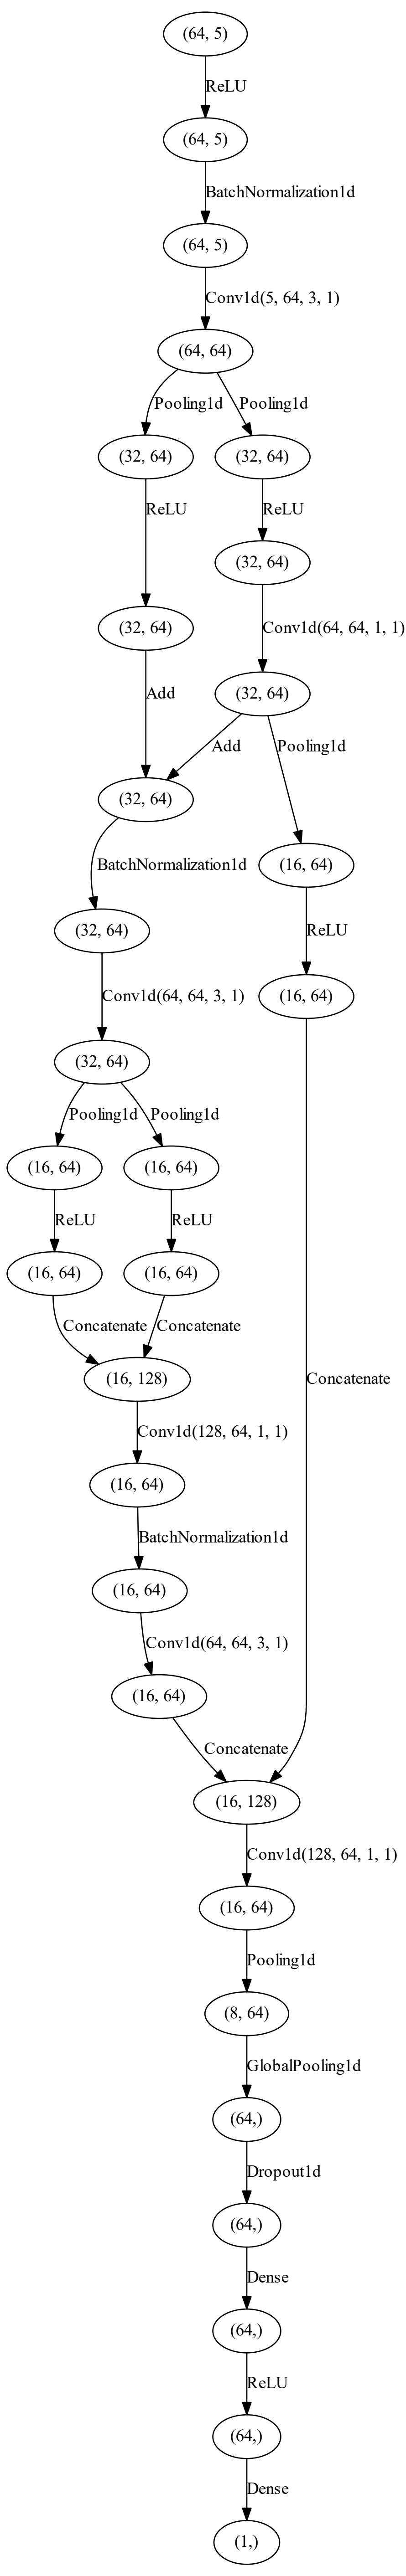 (64, 5)
ReLU
(64, 5)
BatchNormalization1d
(64, 5)
Conv1d(5, 64, 3, 1)
(64, 64)
Pooling1d Pooling1d
(32, 64) (32, 64)
ReLU ReLU
(32, 64)
(32, 64)
Conv1d(64, 64, 1, 1)
(32, 64)
Add
Add Pooling1d
(32, 64)
(16, 64)
BatchNormalization1d
(32, 64)
ReLU
(16, 64)
Conv1d(64, 64, 3, 1)
(32, 64)
Pooling1d Pooling1d
(16, 64) (16, 64)
ReLU ReLU
(16, 64) (16, 64)
Concatenate Concatenate
(16, 128)
Concatenate
Conv1d(128, 64, 1, 1)
(16, 64)
BatchNormalization1d
(16, 64)
Conv1d(64, 64, 3, 1)
(16, 64)
Concatenate
(16, 128)
Conv1d(128, 64, 1, 1)
(16, 64)
Pooling1d
(8, 64)
GlobalPooling1d
(64,)
Dropout1d
(64,)
Dense
(64,)
ReLU
(64,)
Dense
(1,)